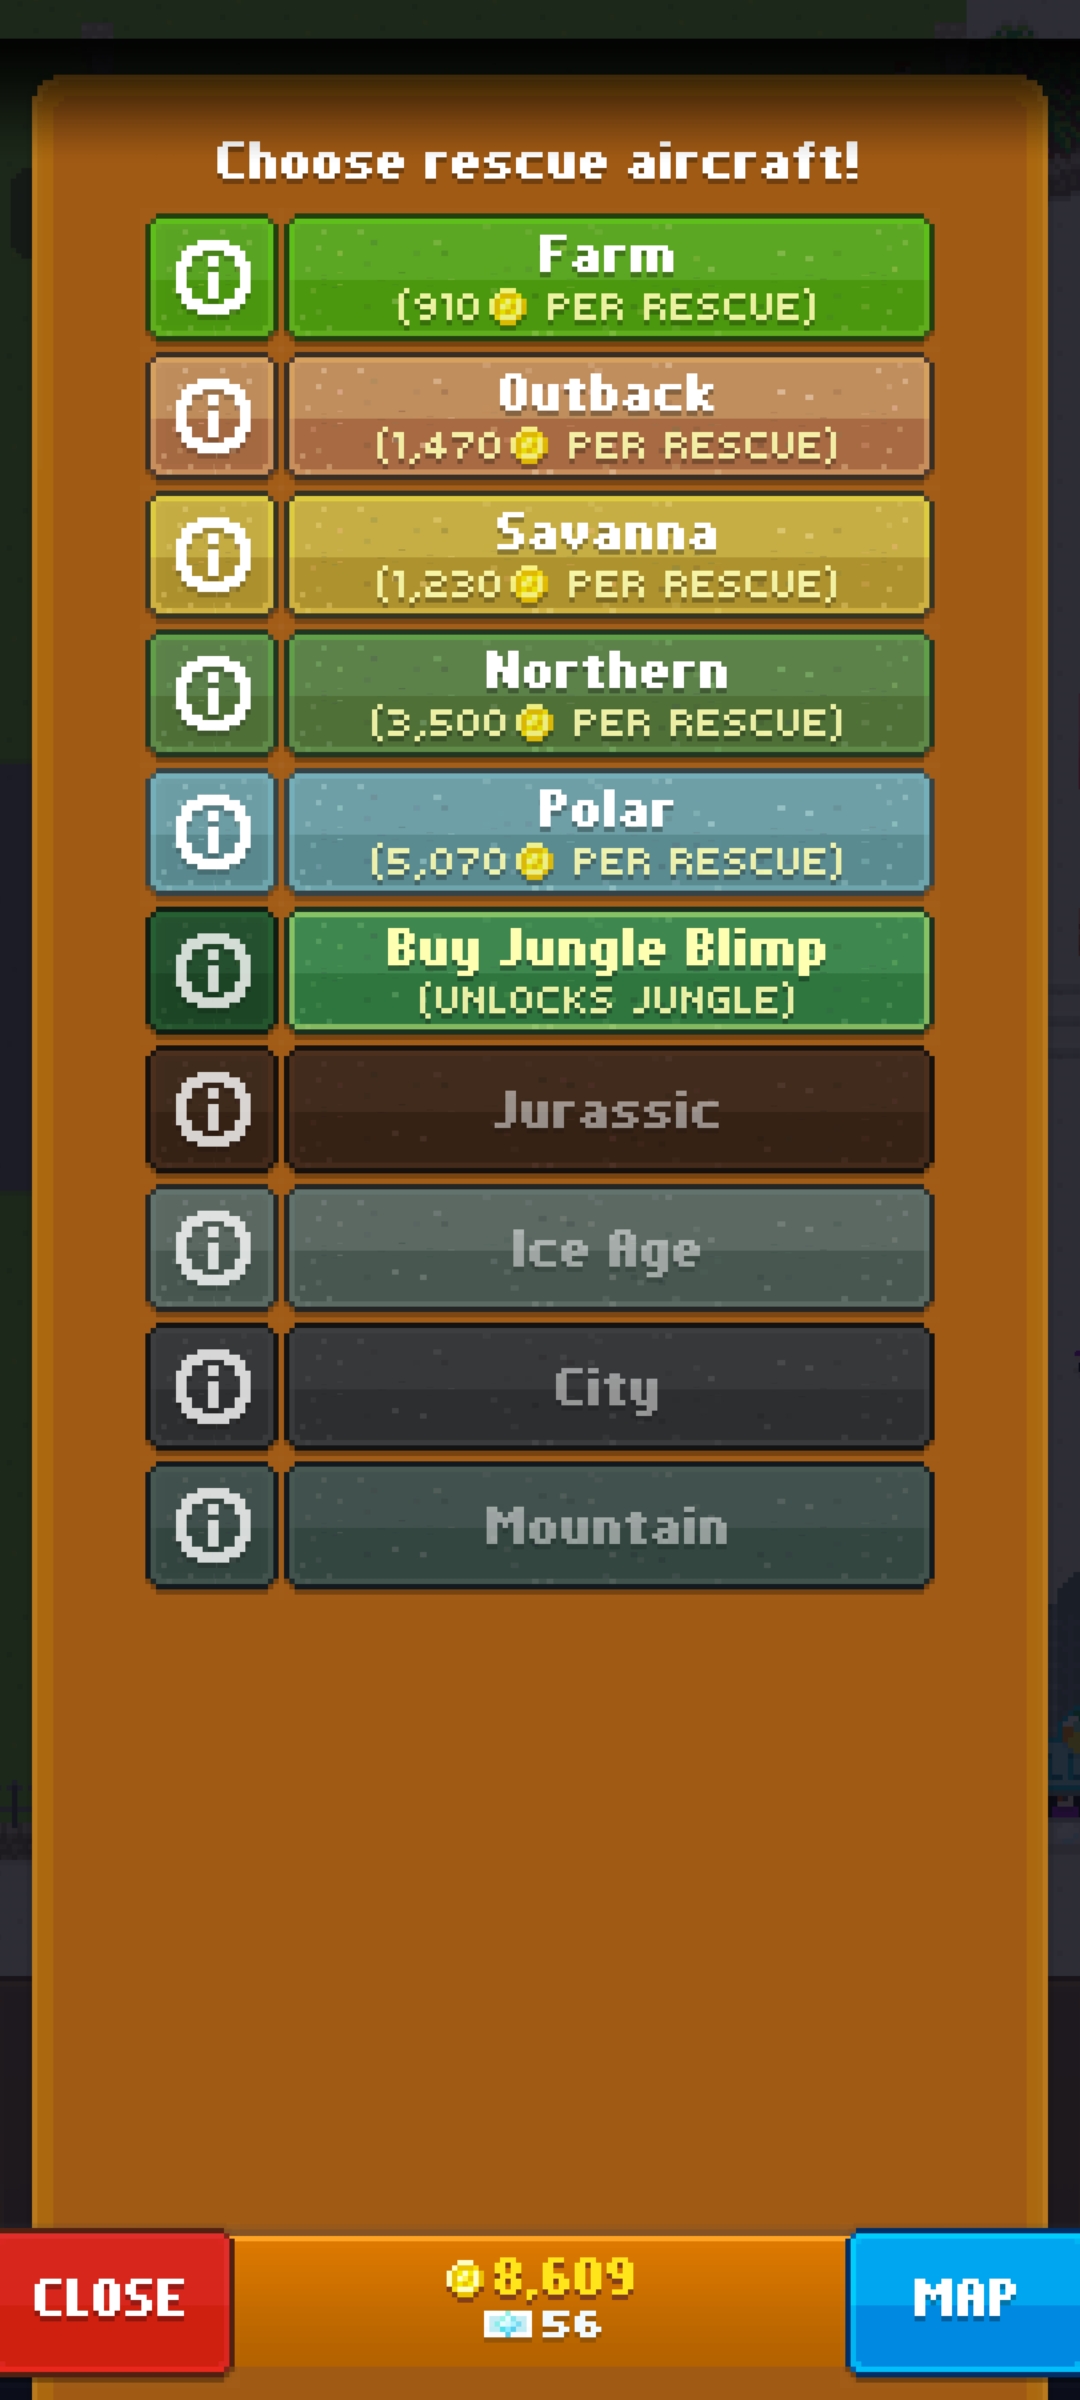 Choose rescue aircraft!
Farm
(910 PER RESCUE)
Outback
(1,470 PER RESCUE)
Savanna
(1,230 PER RESCUE)
Northern
(3,500 PER RESCUE)
Polar
(5,070 PER RESCUE)
Buy Jungle Blimp
(UNLOCKS JUNGLE)
Jurassic
Ice Age
City
Mountain
CLOSE
8,609
56
MAP